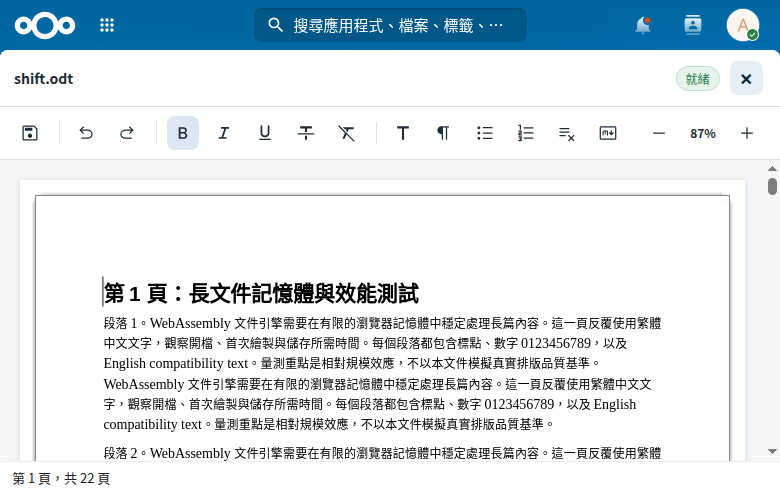 搜尋應用程式、檔案、標籤、…
A
shift.odt
就緒
B I U S T T ¶
87%
第 1 頁：長文件記憶體與效能測試
段落 1。WebAssembly 文件引擎需要在有限的瀏覽器記憶體中穩定處理長篇內容。這一頁反覆使用繁體
中文文字，觀察開檔、首次繪製與儲存所需時間。每個段落都包含標點、數字 0123456789，以及
English compatibility text。量測重點是相對規模效應，不以本文件模擬真實排版品質基準。
WebAssembly 文件引擎需要在有限的瀏覽器記憶體中穩定處理長篇內容。這一頁反覆使用繁體中文文
字，觀察開檔、首次繪製與儲存所需時間。每個段落都包含標點、數字 0123456789，以及 English
compatibility text。量測重點是相對規模效應，不以本文件模擬真實排版品質基準。
段落 2。WebAssembly 文件引擎需要在有限的瀏覽器記憶體中穩定處理長篇內容。這一頁反覆使用繁體
第 1 頁，共 22 頁